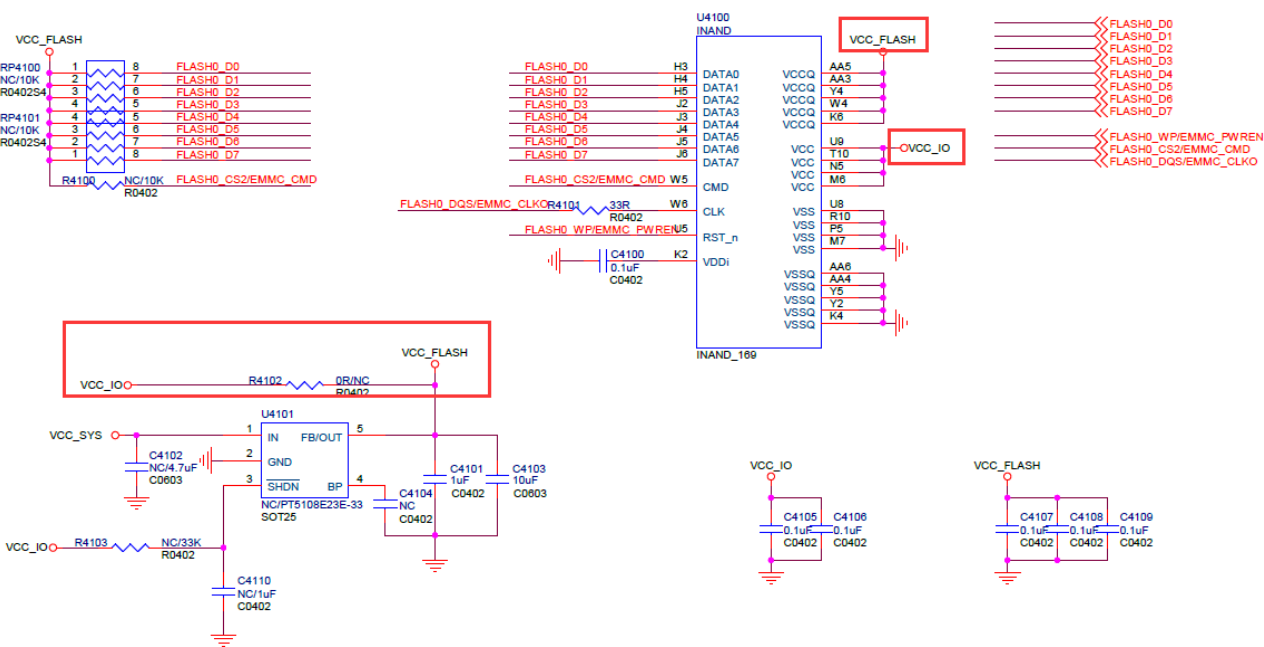 VCC_FLASH
RP4100
NC/10K
R0402S4
RP4101
NC/10K
R0402S4
1 8 FLASH0_D0
2 7 FLASH0_D1
3 6 FLASH0_D2
4 5 FLASH0_D3
4 5 FLASH0_D4
3 6 FLASH0_D5
2 7 FLASH0_D6
1 8 FLASH0_D7
R4100 NC/10K FLASH0_CS2/EMMC_CMD
R0402
U4100
INAND
FLASH0_D0 H3 DATA0
FLASH0_D1 H4 DATA1
FLASH0_D2 H5 DATA2
FLASH0_D3 J2 DATA3
FLASH0_D4 J3 DATA4
FLASH0_D5 J4 DATA5
FLASH0_D6 J5 DATA6
FLASH0_D7 J6 DATA7
FLASH0_CS2/EMMC_CMD W5 CMD
FLASH0_DQS/EMMC_CLKO R4101 33R W6 CLK
R0402
FLASH0_WP/EMMC_PWREN U5 RST_n
K2 VDDi
C4100
0.1uF
C0402
VCC_FLASH
VCCQ AA5
VCCQ AA3
VCCQ Y4
VCCQ W4
VCCQ K6
VCC U9 VCC_IO
VCC T10
VCC N5
VCC M6
VSS U8
VSS R10
VSS P5
VSS M7
VSSQ AA6
VSSQ AA4
VSSQ Y5
VSSQ Y2
VSSQ K4
INAND_169
FLASH0_D0
FLASH0_D1
FLASH0_D2
FLASH0_D3
FLASH0_D4
FLASH0_D5
FLASH0_D6
FLASH0_D7
FLASH0_WP/EMMC_PWREN
FLASH0_CS2/EMMC_CMD
FLASH0_DQS/EMMC_CLKO
VCC_FLASH
VCC_IO R4102 0R/NC
R0402
U4101
VCC_SYS 1 IN FB/OUT 5
2 GND
3 SHDN BP 4
NC/PT5108E23E-33
SOT25
C4102
NC/4.7uF
C0603
C4104
NC
C0402
C4101
1uF
C0402
C4103
10uF
C0603
VCC_IO R4103 NC/33K
R0402
C4110
NC/1uF
C0402
VCC_IO
C4105 C4106
0.1uF 0.1uF
C0402 C0402
VCC_FLASH
C4107 C4108 C4109
0.1uF 0.1uF 0.1uF
C0402 C0402 C0402